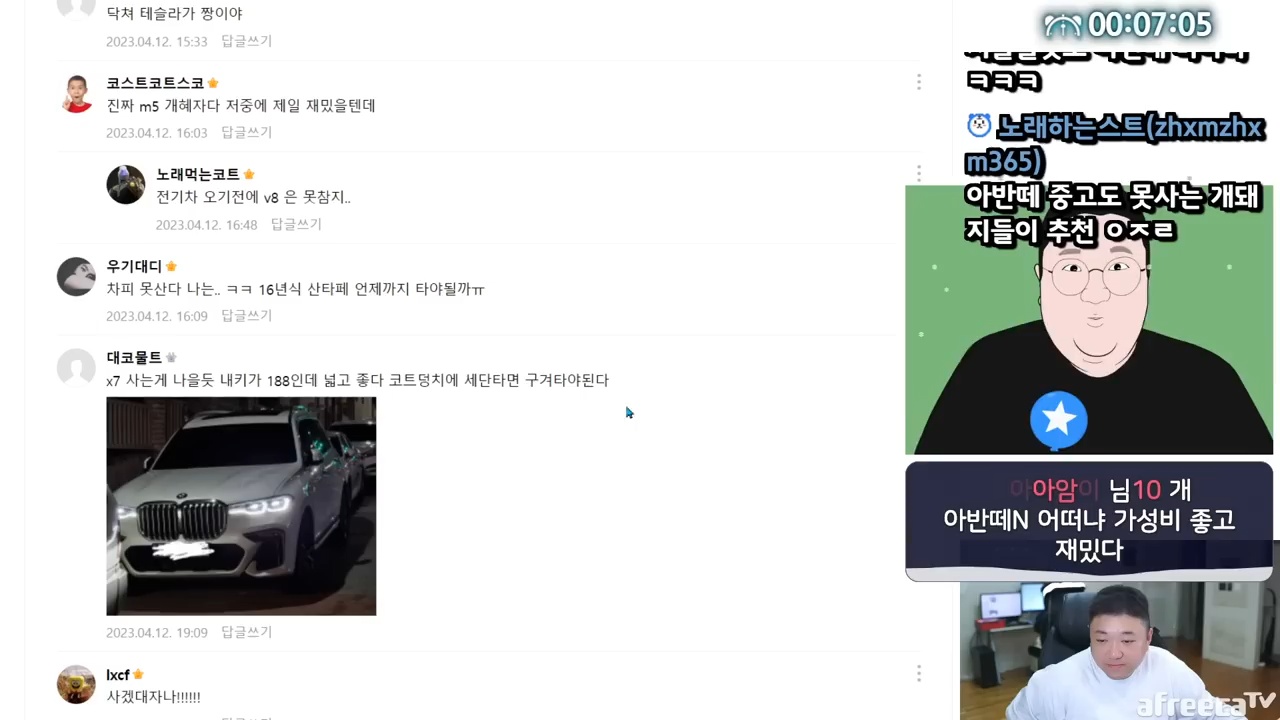 닥쳐 테슬라가 짱이야
2023.04.12. 15:33 답글쓰기
코스트코트스코
진짜 m5 개혜자다 저중에 제일 재밌을텐데
2023.04.12. 16:03 답글쓰기
노래먹는코트
전기차 오기전에 v8 은 못참지..
2023.04.12. 16:48 답글쓰기
우기대디
차피 못산다 나는.. ㅋㅋ 16년식 산타페 언제까지 타야될까ㅠ
2023.04.12. 16:09 답글쓰기
대코물트
x7 사는게 나을듯 내키가 188인데 넓고 좋다 코트덩치에 세단타면 구겨타야된다
2023.04.12. 19:09 답글쓰기
lxcf
사겠대자나!!!!!!
00:07:05
ㅋㅋㅋ
노래하는스트(zhxmzhx
m365)
아반떼 중고도 못사는 개돼
지들이 추천 ㅇㅈㄹ
아아암이 님10 개
아반떼N 어떠냐 가성비 좋고
재밌다
afreecaTV